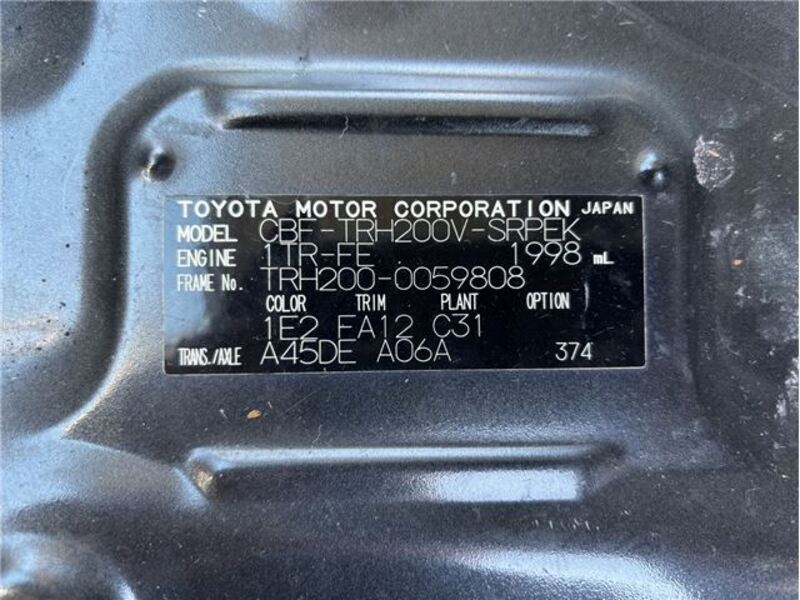 TOYOTA MOTOR CORPORATION JAPAN
MODEL CBF-TRH200V-SRPEK
ENGINE 1TR-FE 1998 mL
FRAME No. TRH200-0059808
COLOR TRIM PLANT OPTION
1E2 FA12 C31
TRANS./AXLE A45DE A06A 374